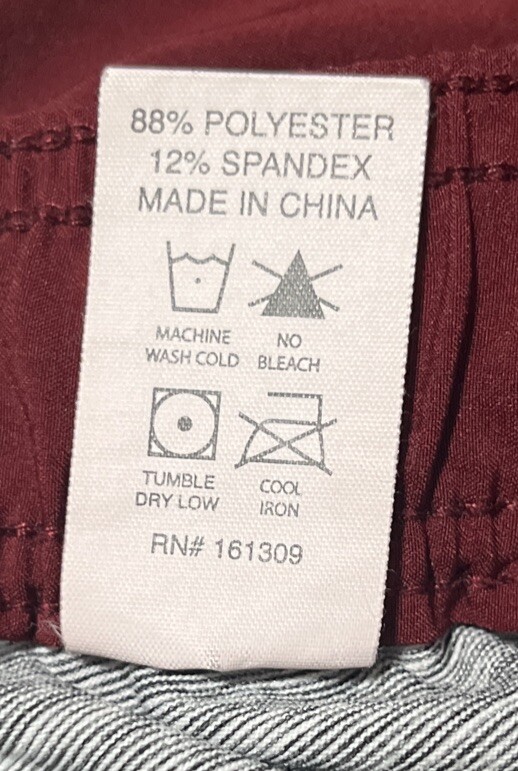 88% POLYESTER
12% SPANDEX
MADE IN CHINA
MACHINE
WASH COLD
NO
BLEACH
TUMBLE
DRY LOW
COOL
IRON
RN# 161309